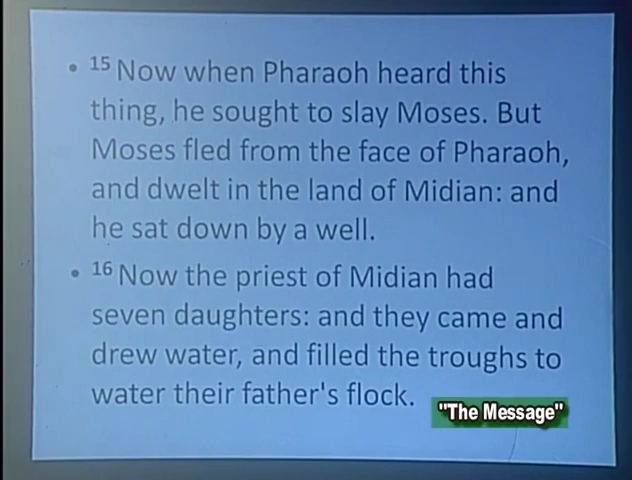 • 15 Now when Pharaoh heard this
thing, he sought to slay Moses. But
Moses fled from the face of Pharaoh,
and dwelt in the land of Midian: and
he sat down by a well.
• 16 Now the priest of Midian had
seven daughters: and they came and
drew water, and filled the troughs to
water their father's flock.
"The Message"